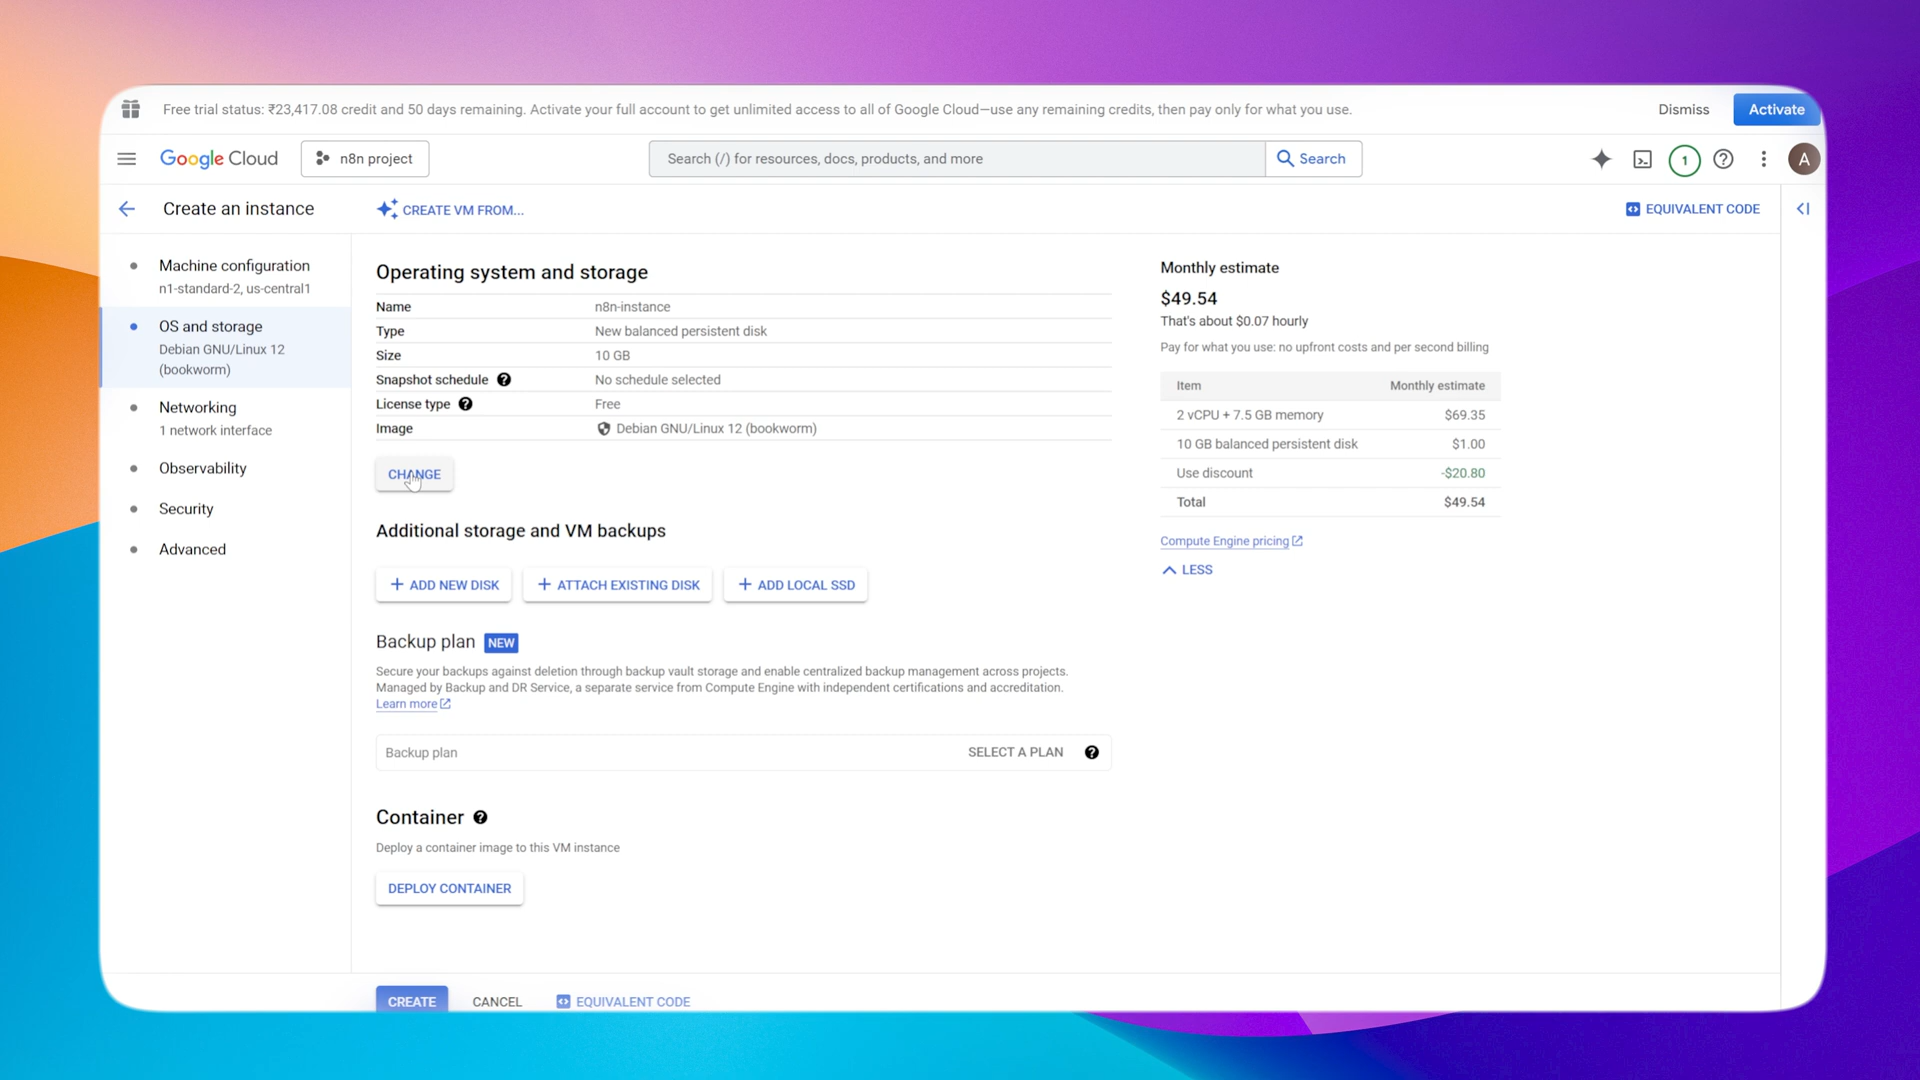 Free trial status: ₹23,417.08 credit and 50 days remaining. Activate your full account to get unlimited access to all of Google Cloud—use any remaining credits, then pay only for what you use.
Dismiss
Activate
Google Cloud
n8n project
Search (/) for resources, docs, products, and more
Search
1
A
Create an instance
CREATE VM FROM...
EQUIVALENT CODE
Machine configuration
n1-standard-2, us-central1
OS and storage
Debian GNU/Linux 12
(bookworm)
Networking
1 network interface
Observability
Security
Advanced
Operating system and storage
Name n8n-instance
Type New balanced persistent disk
Size 10 GB
Snapshot schedule ? No schedule selected
License type ? Free
Image Debian GNU/Linux 12 (bookworm)
CHANGE
Additional storage and VM backups
ADD NEW DISK
ATTACH EXISTING DISK
ADD LOCAL SSD
Backup plan NEW
Secure your backups against deletion through backup vault storage and enable centralized backup management across projects.
Managed by Backup and DR Service, a separate service from Compute Engine with independent certifications and accreditation.
Learn more
Backup plan SELECT A PLAN ?
Container ?
Deploy a container image to this VM instance
DEPLOY CONTAINER
CREATE
CANCEL
EQUIVALENT CODE
Monthly estimate
$49.54
That's about $0.07 hourly
Pay for what you use: no upfront costs and per second billing
Item Monthly estimate
2 vCPU + 7.5 GB memory $69.35
10 GB balanced persistent disk $1.00
Use discount -$20.80
Total $49.54
Compute Engine pricing
LESS